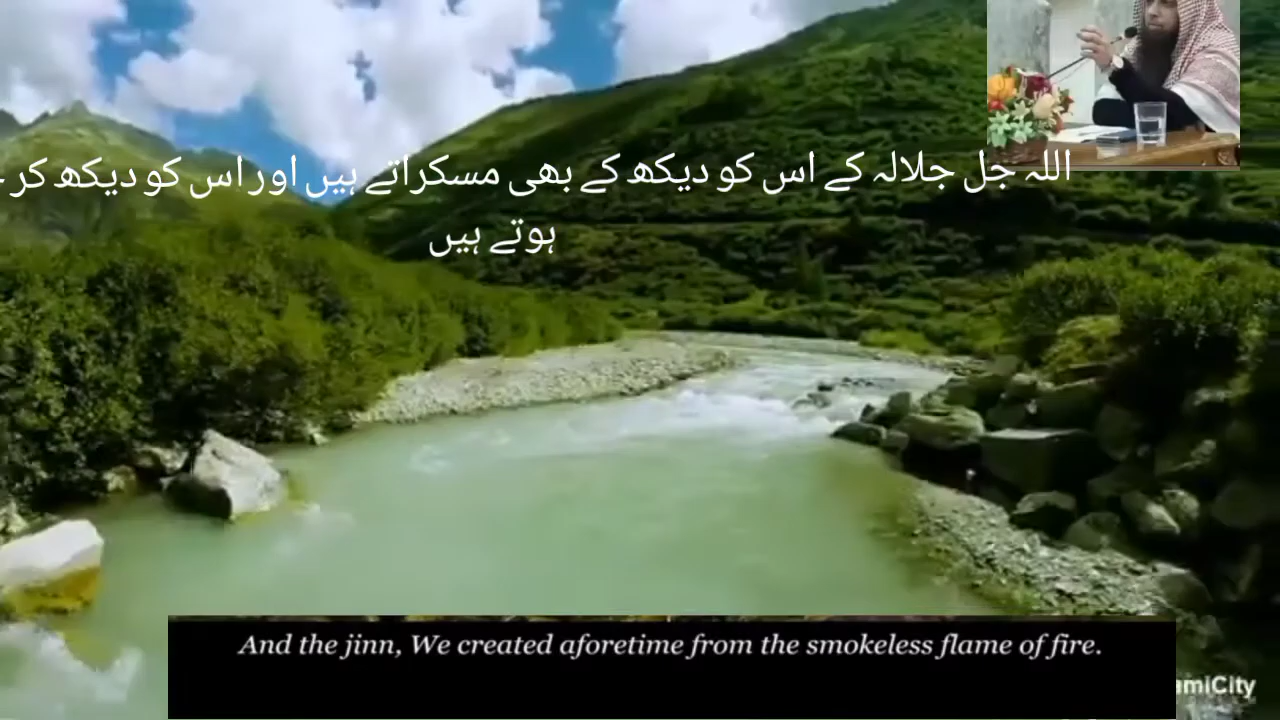 اللہ جل جلالہ کے اس کو دیکھ کے بھی مسکراتے ہیں اور اس کو دیکھ کر
ہوتے ہیں
And the jinn, We created aforetime from the smokeless flame of fire.
amiCity